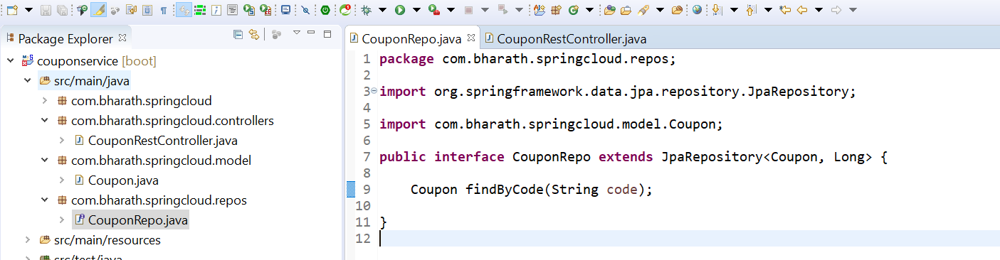 Package Explorer
couponservice [boot]
src/main/java
com.bharath.springcloud
com.bharath.springcloud.controllers
CouponRestController.java
com.bharath.springcloud.model
Coupon.java
com.bharath.springcloud.repos
CouponRepo.java
src/main/resources
src/test/java
CouponRepo.java
CouponRestController.java
1 package com.bharath.springcloud.repos;
2
3 import org.springframework.data.jpa.repository.JpaRepository;
4
5 import com.bharath.springcloud.model.Coupon;
6
7 public interface CouponRepo extends JpaRepository<Coupon, Long> {
8
9 Coupon findByCode(String code);
10
11 }
12